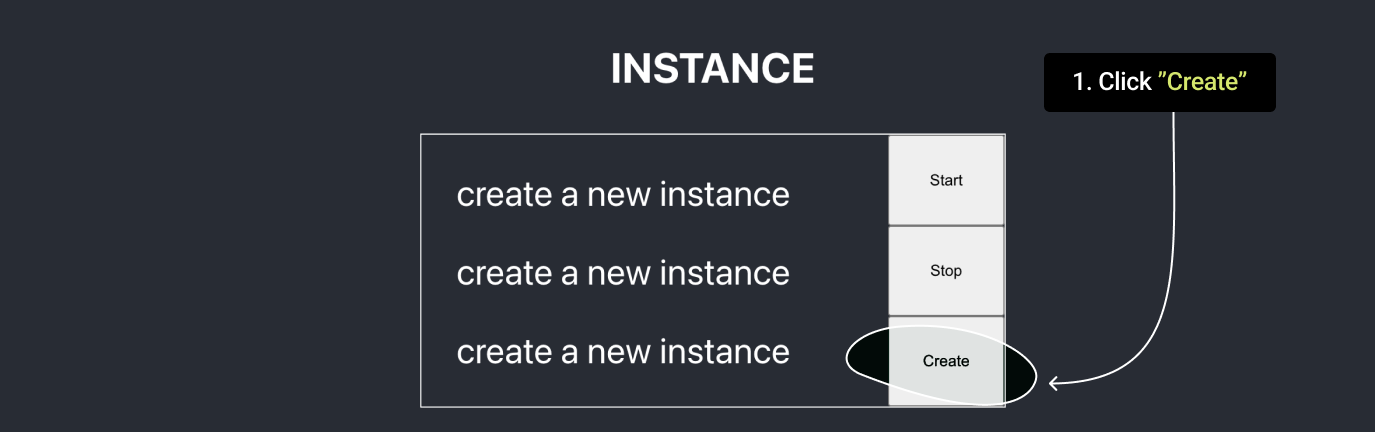 INSTANCE
1. Click ”Create”
create a new instance
Start
create a new instance
Stop
create a new instance
Create